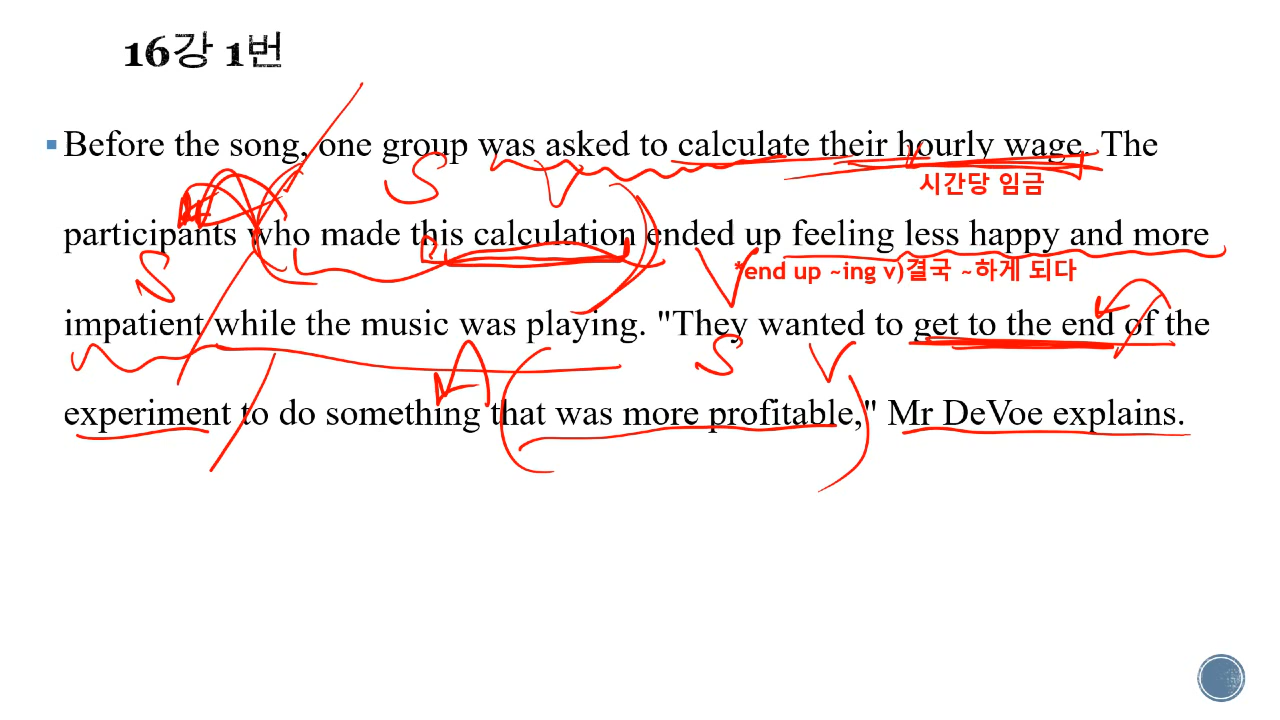 16강 1번
Before the song, one group was asked to calculate their hourly wage. The
시간당 임금
S V
participants who made this calculation ended up feeling less happy and more
S V
*end up ~ing v)결국 ~하게 되다
impatient while the music was playing. "They wanted to get to the end of the
S V
experiment to do something that was more profitable," Mr DeVoe explains.